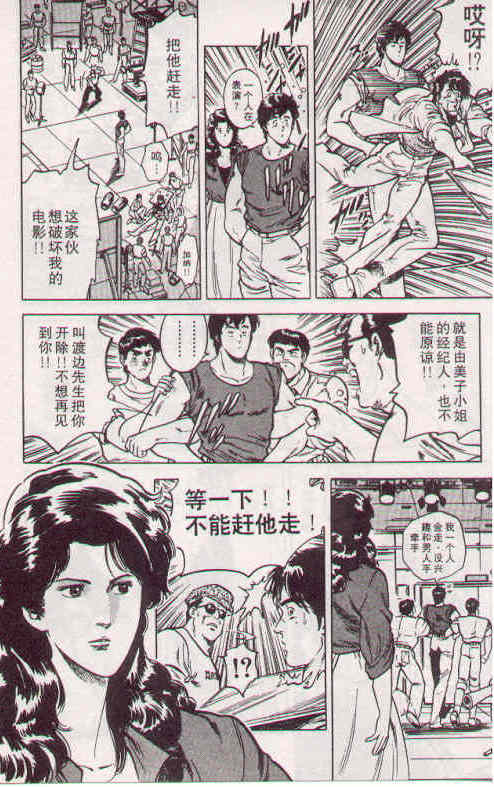 哎呀!?
一个人在
表演?
把他赶走!!
呜…
加纳!!
这家伙
想破坏我的
电影!!
就是由美子小姐
的经纪人，也不
能原谅!!
………
………
叫渡边先生把你
开除!!不想再见
到你!!
我一个人
会走，没兴
趣和男人手
牵手
等一下！！
不能赶他走！
!?